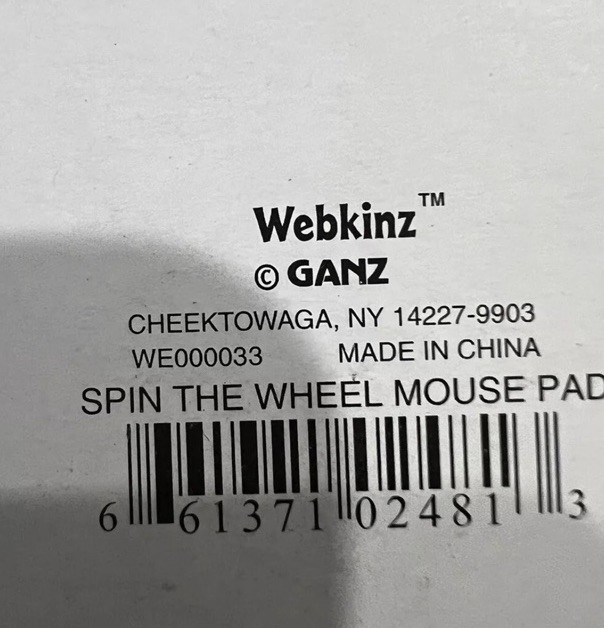 Webkinz™
© GANZ
CHEEKTOWAGA, NY 14227-9903
WE000033 MADE IN CHINA
SPIN THE WHEEL MOUSE PAD
6 61371 02481 3